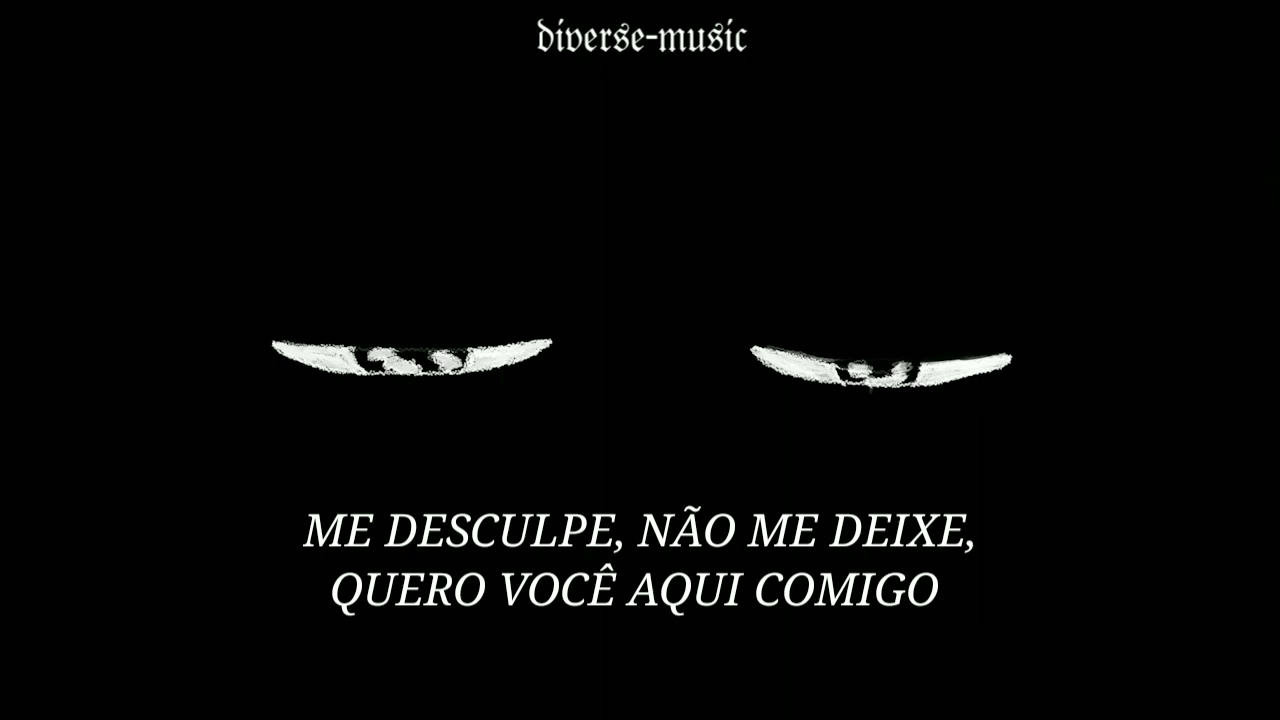 diverse-music
ME DESCULPE, NÃO ME DEIXE,
QUERO VOCÊ AQUI COMIGO